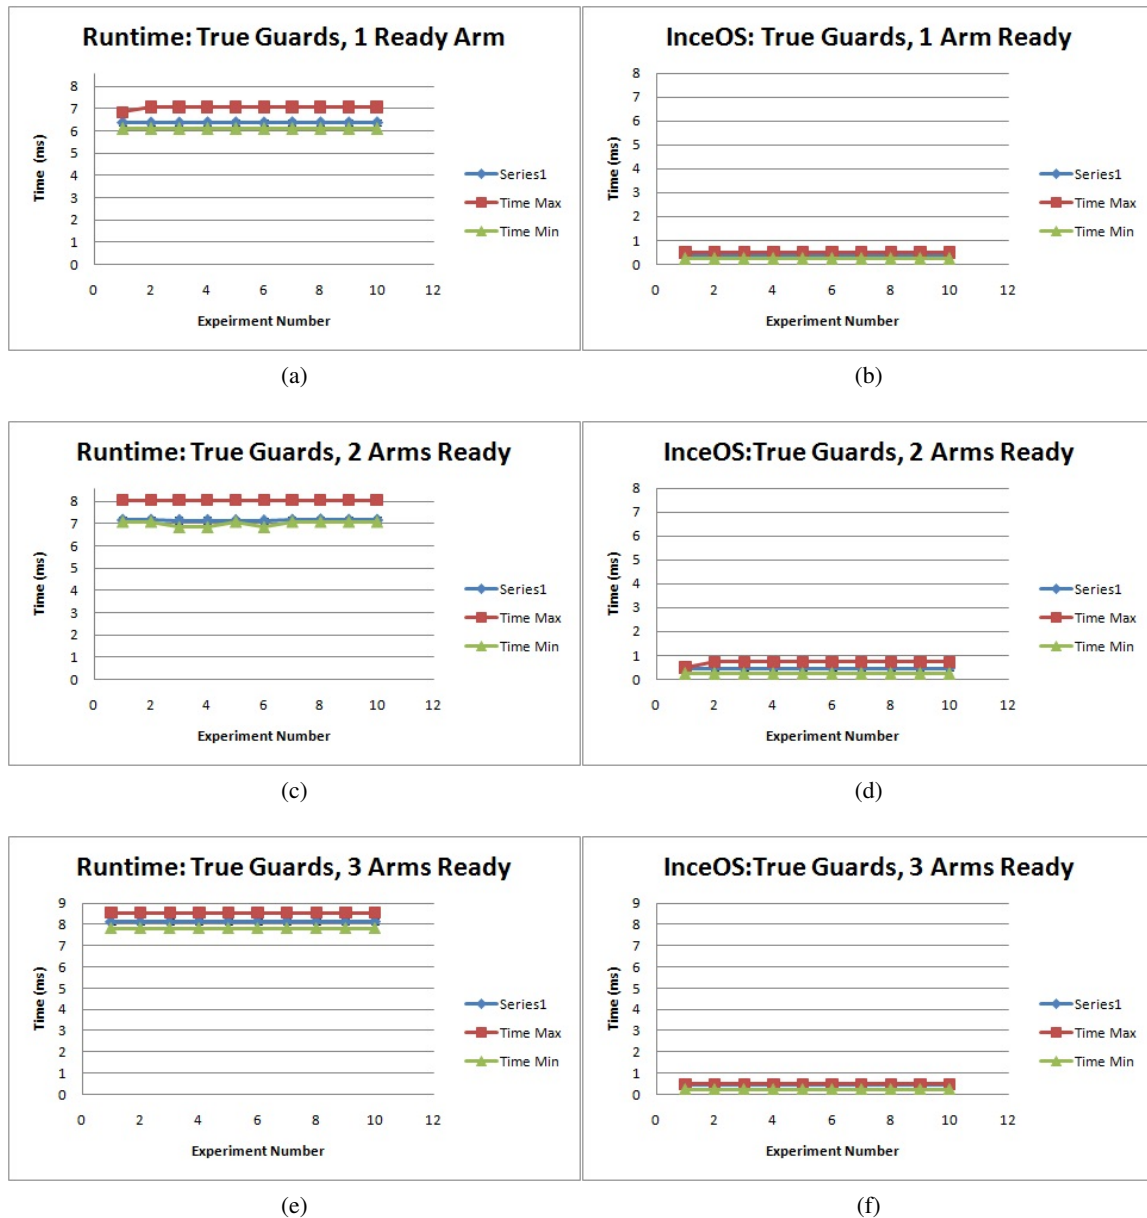 Runtime: True Guards, 1 Ready Arm
8
7
6
5
4
3
2
1
0
Time (ms)
0 2 4 6 8 10 12
Expeirment Number
Series1
Time Max
Time Min
(a)
InceOS: True Guards, 1 Arm Ready
8
7
6
5
4
3
2
1
0
Time (ms)
0 2 4 6 8 10 12
Experiment Number
Series1
Time Max
Time Min
(b)
Runtime: True Guards, 2 Arms Ready
8
7
6
5
4
3
2
1
0
Time (ms)
0 2 4 6 8 10 12
Experiment Number
Series1
Time Max
Time Min
(c)
InceOS:True Guards, 2 Arms Ready
8
7
6
5
4
3
2
1
0
Time (ms)
0 2 4 6 8 10 12
Experiment Number
Series1
Time Max
Time Min
(d)
Runtime: True Guards, 3 Arms Ready
9
8
7
6
5
4
3
2
1
0
Time (ms)
0 2 4 6 8 10 12
Experiment Number
Series1
Time Max
Time Min
(e)
InceOS:True Guards, 3 Arms Ready
9
8
7
6
5
4
3
2
1
0
Time (ms)
0 2 4 6 8 10 12
Experiment Number
Series1
Time Max
Time Min
(f)